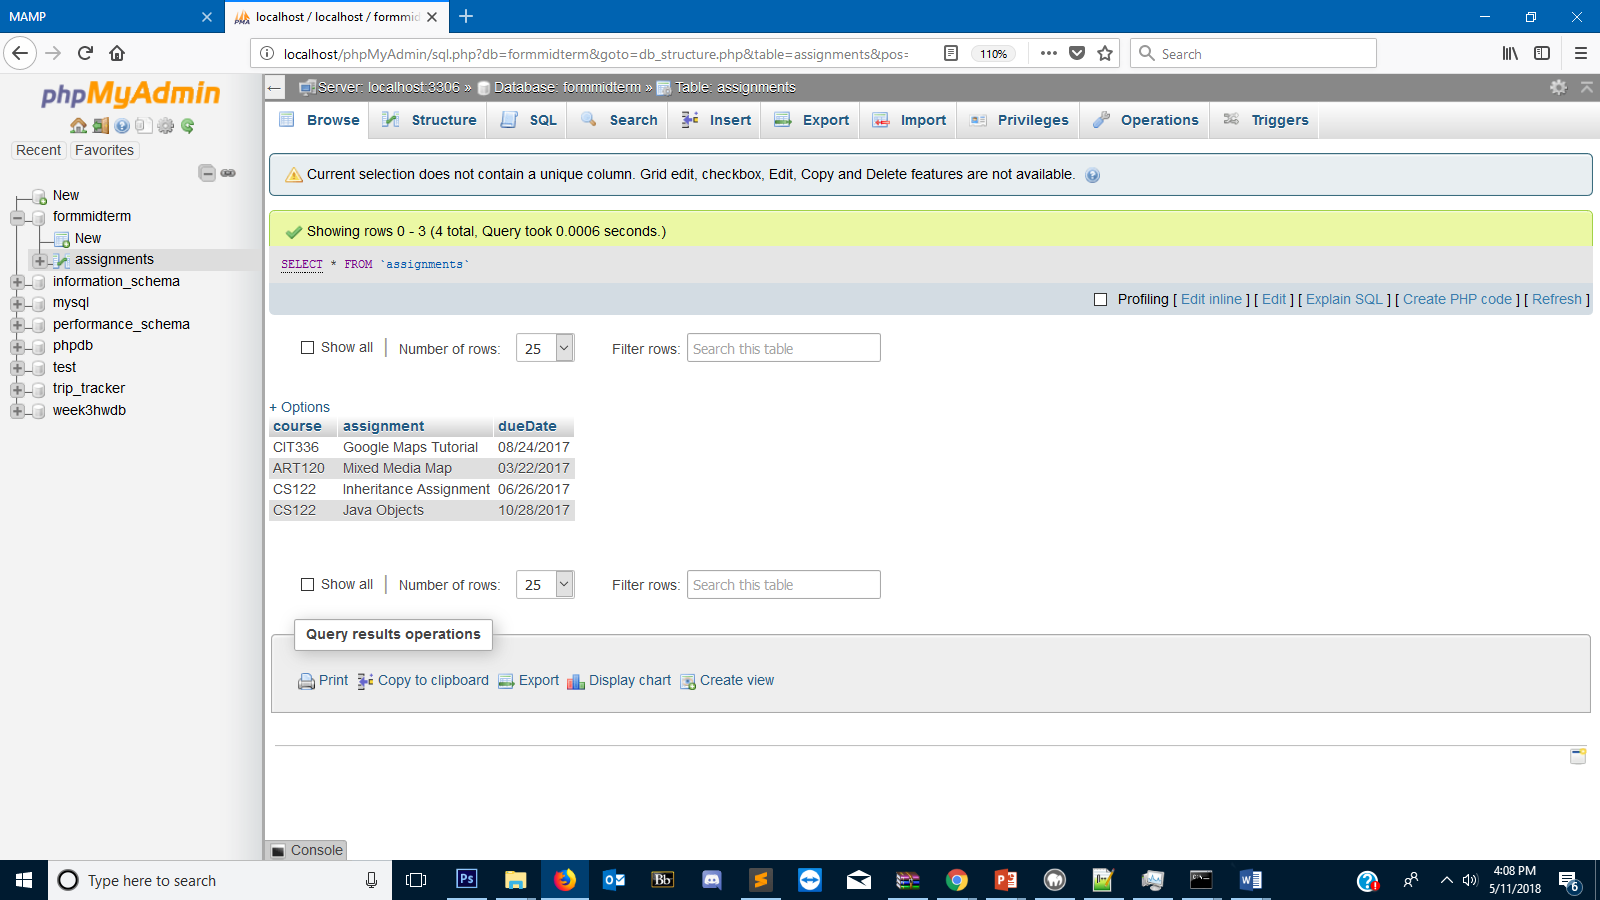 MAMP
localhost / localhost / formmid
localhost/phpMyAdmin/sql.php?db=formmidterm&goto=db_structure.php&table=assignments&pos=
110%
Search
phpMyAdmin
Recent
Favorites
New
formmidterm
New
assignments
information_schema
mysql
performance_schema
phpdb
test
trip_tracker
week3hwdb
Server: localhost:3306 » Database: formmidterm » Table: assignments
Browse Structure SQL Search Insert Export Import Privileges Operations Triggers
Current selection does not contain a unique column. Grid edit, checkbox, Edit, Copy and Delete features are not available.
Showing rows 0 - 3 (4 total, Query took 0.0006 seconds.)
SELECT * FROM `assignments`
Profiling [ Edit inline ] [ Edit ] [ Explain SQL ] [ Create PHP code ] [ Refresh ]
Show all Number of rows: 25 Filter rows: Search this table
+ Options
course assignment dueDate
CIT336 Google Maps Tutorial 08/24/2017
ART120 Mixed Media Map 03/22/2017
CS122 Inheritance Assignment 06/26/2017
CS122 Java Objects 10/28/2017
Show all Number of rows: 25 Filter rows: Search this table
Query results operations
Print Copy to clipboard Export Display chart Create view
Console
Type here to search
Ps
Bb
4:08 PM
5/11/2018
6